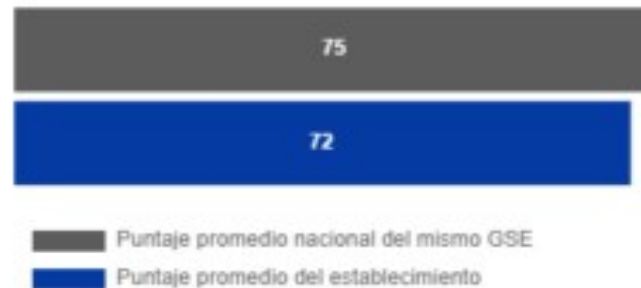 75
72
Puntaje promedio nacional del mismo GSE
Puntaje promedio del establecimiento